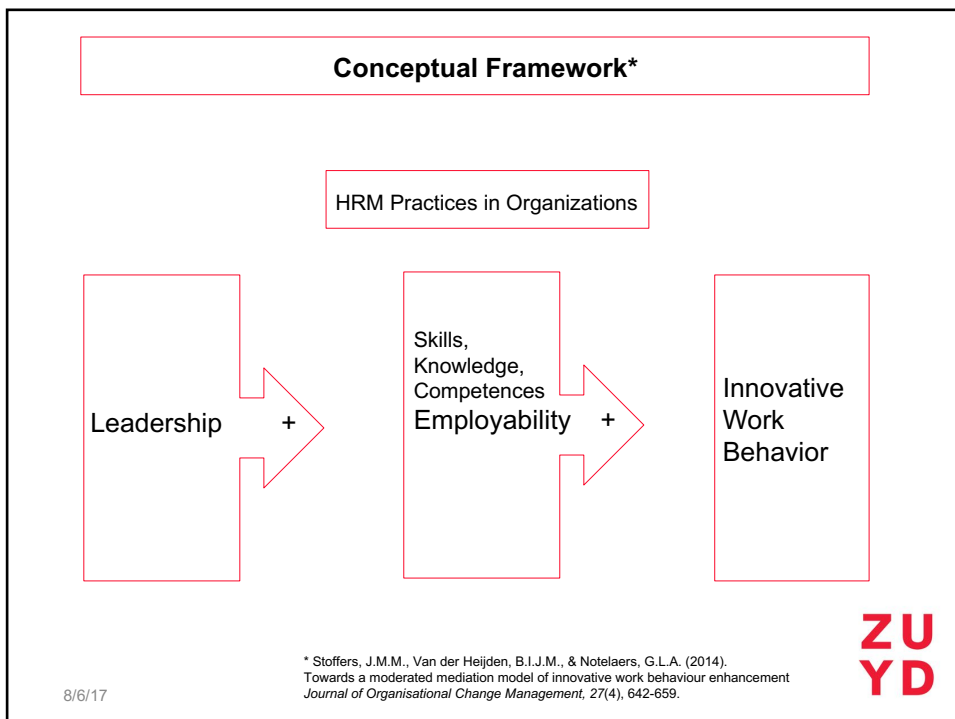 Conceptual Framework*
HRM Practices in Organizations
Leadership +
Skills,
Knowledge,
Competences
Employability +
Innovative
Work
Behavior
* Stoffers, J.M.M., Van der Heijden, B.I.J.M., & Notelaers, G.L.A. (2014).
Towards a moderated mediation model of innovative work behaviour enhancement
Journal of Organisational Change Management, 27(4), 642-659.
8/6/17
ZU
YD